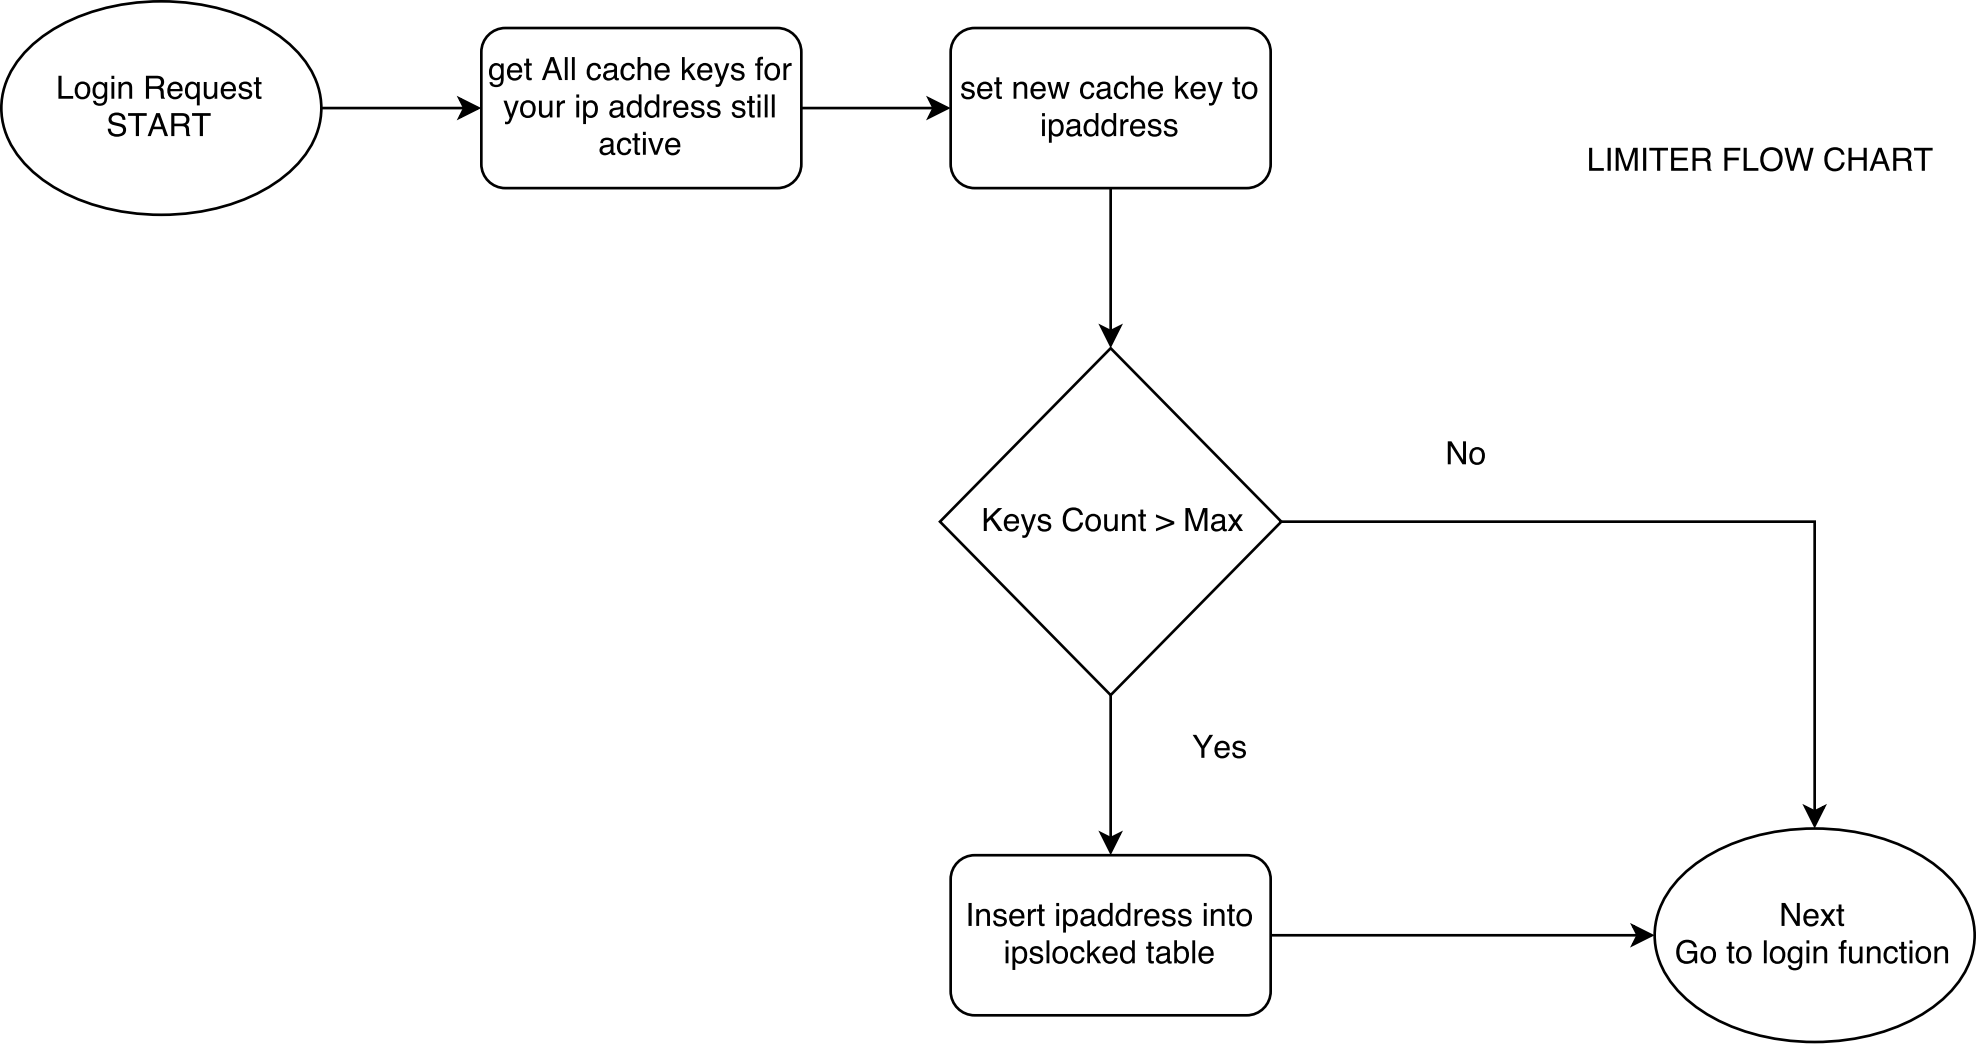 Login Request
START
get All cache keys for
your ip address still
active
set new cache key to
ipaddress
LIMITER FLOW CHART
No
Keys Count > Max
Yes
Insert ipaddress into
ipslocked table
Next
Go to login function